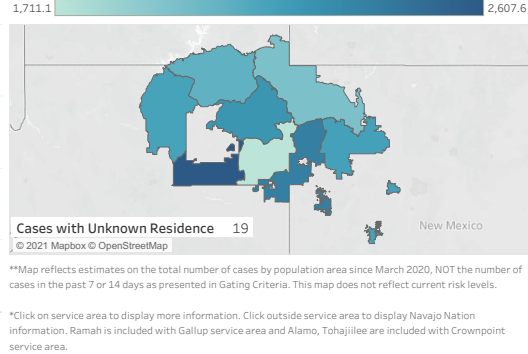 1,711.1 2,607.6
New Mexico
Cases with Unknown Residence 19
© 2021 Mapbox © OpenStreetMap
**Map reflects estimates on the total number of cases by population area since March 2020, NOT the number of
cases in the past 7 or 14 days as presented in Gating Criteria. This map does not reflect current risk levels.
*Click on service area to display more information. Click outside service area to display Navajo Nation
information. Ramah is included with Gallup service area and Alamo, Tohajiilee are included with Crownpoint
service area.